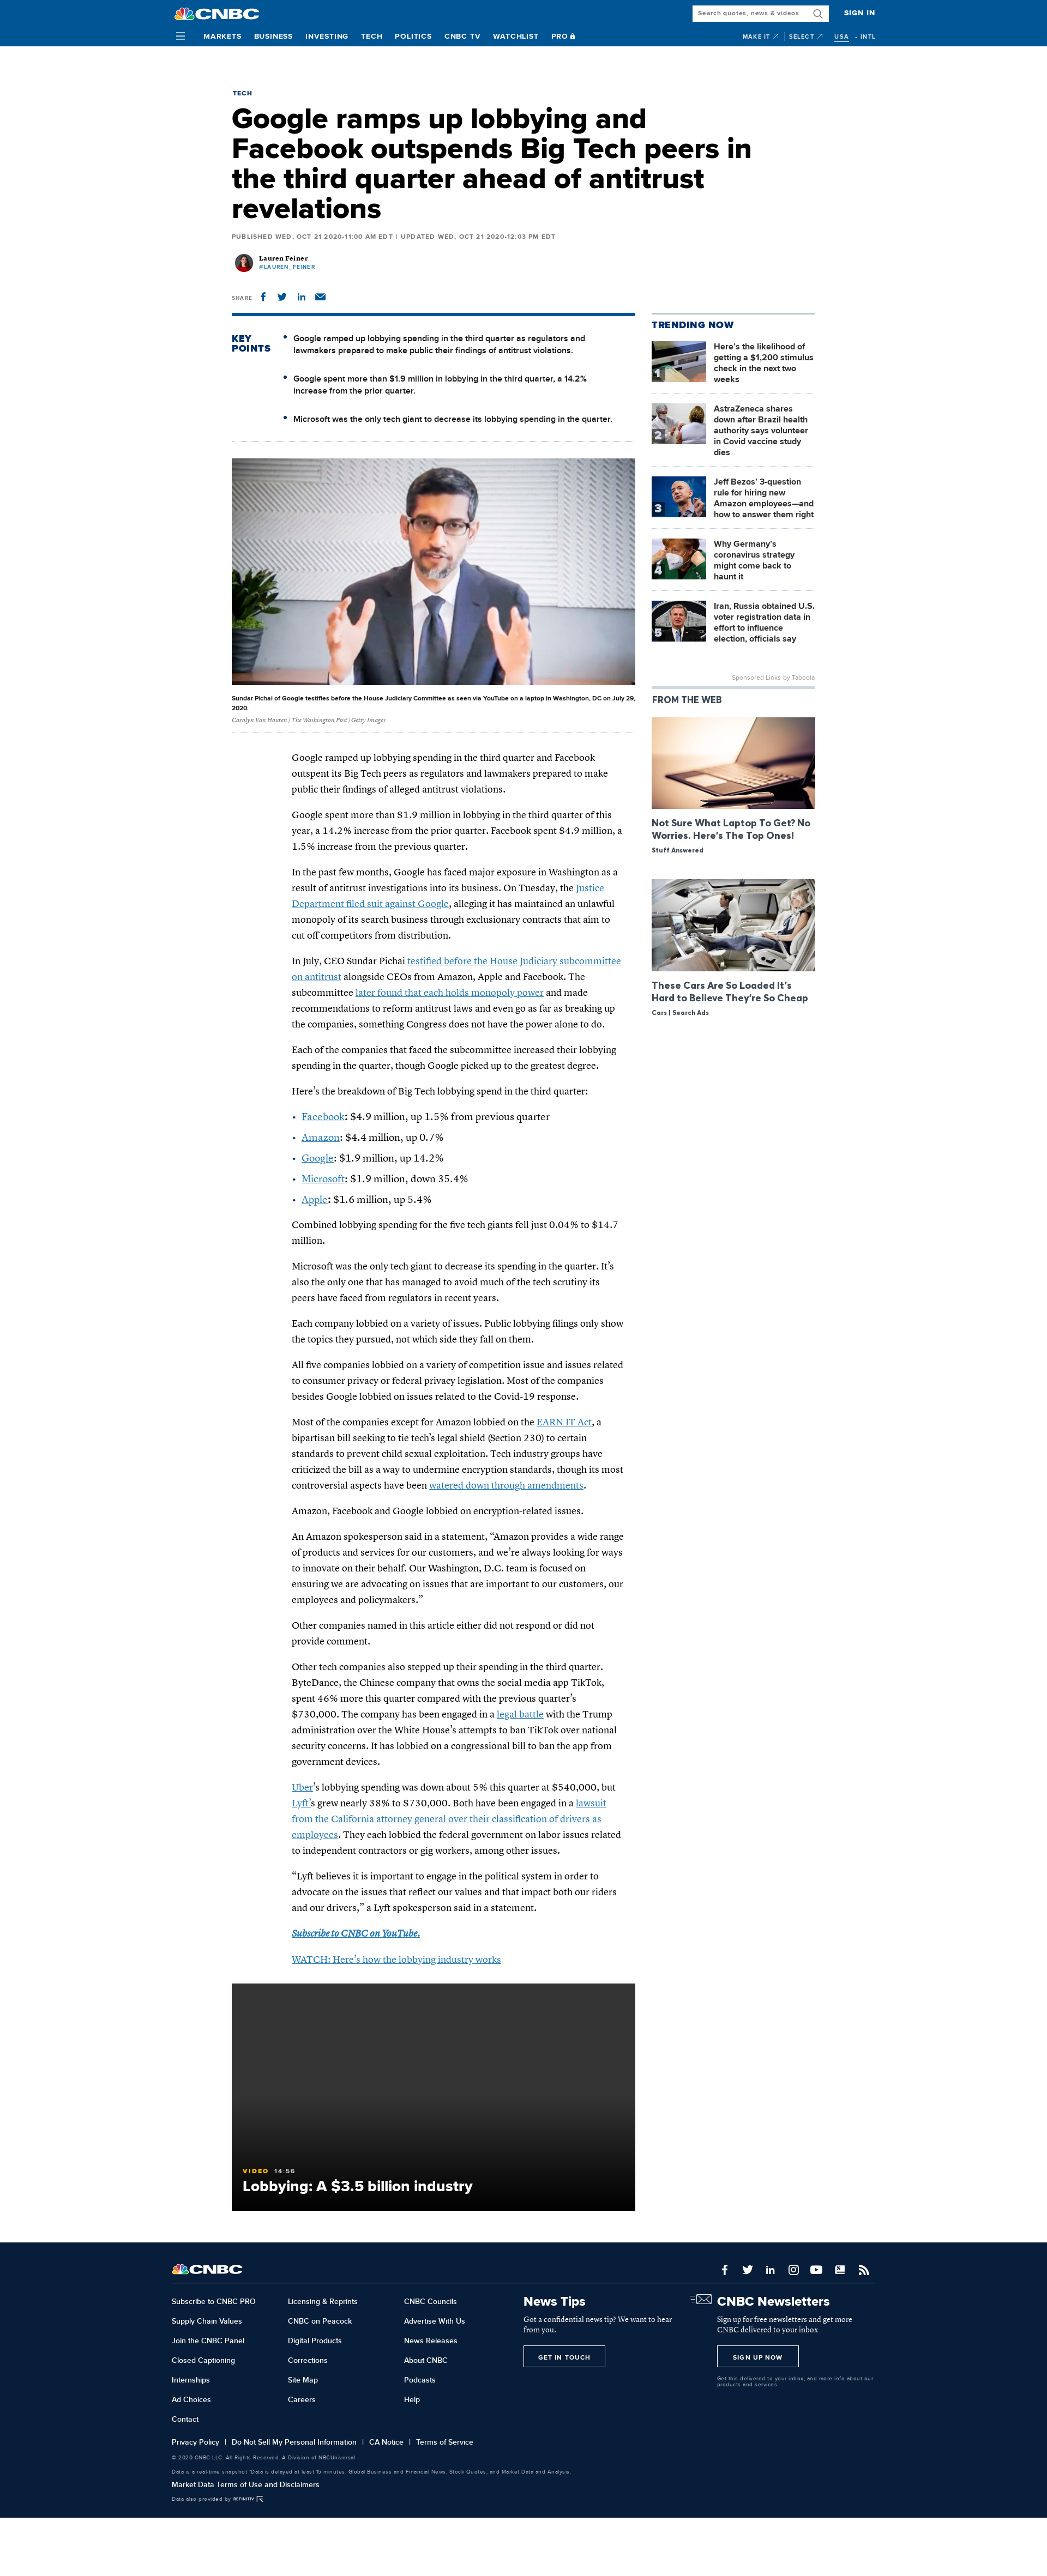 CNBC
Search quotes, news & videos
SIGN IN
MARKETS BUSINESS INVESTING TECH POLITICS CNBC TV WATCHLIST PRO
MAKE IT SELECT USA • INTL
TECH
Google ramps up lobbying and
Facebook outspends Big Tech peers in
the third quarter ahead of antitrust
revelations
PUBLISHED WED, OCT 21 2020•11:00 AM EDT | UPDATED WED, OCT 21 2020•12:03 PM EDT
Lauren Feiner
@LAUREN_FEINER
SHARE
KEY
POINTS
• Google ramped up lobbying spending in the third quarter as regulators and
lawmakers prepared to make public their findings of antitrust violations.
• Google spent more than $1.9 million in lobbying in the third quarter, a 14.2%
increase from the prior quarter.
• Microsoft was the only tech giant to decrease its lobbying spending in the quarter.
Sundar Pichai of Google testifies before the House Judiciary Committee as seen via YouTube on a laptop in Washington, DC on July 29,
2020.
Carolyn Van Houten | The Washington Post | Getty Images
Google ramped up lobbying spending in the third quarter and Facebook
outspent its Big Tech peers as regulators and lawmakers prepared to make
public their findings of alleged antitrust violations.
Google spent more than $1.9 million in lobbying in the third quarter of this
year, a 14.2% increase from the prior quarter. Facebook spent $4.9 million, a
1.5% increase from the previous quarter.
In the past few months, Google has faced major exposure in Washington as a
result of antitrust investigations into its business. On Tuesday, the Justice
Department filed suit against Google, alleging it has maintained an unlawful
monopoly of its search business through exclusionary contracts that aim to
cut off competitors from distribution.
In July, CEO Sundar Pichai testified before the House Judiciary subcommittee
on antitrust alongside CEOs from Amazon, Apple and Facebook. The
subcommittee later found that each holds monopoly power and made
recommendations to reform antitrust laws and even go as far as breaking up
the companies, something Congress does not have the power alone to do.
Each of the companies that faced the subcommittee increased their lobbying
spending in the quarter, though Google picked up to the greatest degree.
Here's the breakdown of Big Tech lobbying spend in the third quarter:
• Facebook: $4.9 million, up 1.5% from previous quarter
• Amazon: $4.4 million, up 0.7%
• Google: $1.9 million, up 14.2%
• Microsoft: $1.9 million, down 35.4%
• Apple: $1.6 million, up 5.4%
Combined lobbying spending for the five tech giants fell just 0.04% to $14.7
million.
Microsoft was the only tech giant to decrease its spending in the quarter. It's
also the only one that has managed to avoid much of the tech scrutiny its
peers have faced from regulators in recent years.
Each company lobbied on a variety of issues. Public lobbying filings only show
the topics they pursued, not which side they fall on them.
All five companies lobbied on a variety of competition issue and issues related
to consumer privacy or federal privacy legislation. Most of the companies
besides Google lobbied on issues related to the Covid-19 response.
Most of the companies except for Amazon lobbied on the EARN IT Act, a
bipartisan bill seeking to tie tech's legal shield (Section 230) to certain
standards to prevent child sexual exploitation. Tech industry groups have
criticized the bill as a way to undermine encryption standards, though its most
controversial aspects have been watered down through amendments.
Amazon, Facebook and Google lobbied on encryption-related issues.
An Amazon spokesperson said in a statement, “Amazon provides a wide range
of products and services for our customers, and we're always looking for ways
to innovate on their behalf. Our Washington, D.C. team is focused on
ensuring we are advocating on issues that are important to our customers, our
employees and policymakers.”
Other companies named in this article either did not respond or did not
provide comment.
Other tech companies also stepped up their spending in the third quarter.
ByteDance, the Chinese company that owns the social media app TikTok,
spent 46% more this quarter compared with the previous quarter's
$730,000. The company has been engaged in a legal battle with the Trump
administration over the White House's attempts to ban TikTok over national
security concerns. It has lobbied on a congressional bill to ban the app from
government devices.
Uber's lobbying spending was down about 5% this quarter at $540,000, but
Lyft's grew nearly 38% to $730,000. Both have been engaged in a lawsuit
from the California attorney general over their classification of drivers as
employees. They each lobbied the federal government on labor issues related
to independent contractors or gig workers, among other issues.
“Lyft believes it is important to engage in the political system in order to
advocate on the issues that reflect our values and that impact both our riders
and our drivers,” a Lyft spokesperson said in a statement.
Subscribe to CNBC on YouTube.
WATCH: Here's how the lobbying industry works
VIDEO 14:56
Lobbying: A $3.5 billion industry
TRENDING NOW
1
Here's the likelihood of
getting a $1,200 stimulus
check in the next two
weeks
2
AstraZeneca shares
down after Brazil health
authority says volunteer
in Covid vaccine study
dies
3
Jeff Bezos' 3-question
rule for hiring new
Amazon employees—and
how to answer them right
4
Why Germany's
coronavirus strategy
might come back to
haunt it
5
Iran, Russia obtained U.S.
voter registration data in
effort to influence
election, officials say
Sponsored Links by Taboola
FROM THE WEB
Not Sure What Laptop To Get? No
Worries. Here's The Top Ones!
Stuff Answered
These Cars Are So Loaded It's
Hard to Believe They're So Cheap
Cars | Search Ads
CNBC
Subscribe to CNBC PRO
Supply Chain Values
Join the CNBC Panel
Closed Captioning
Internships
Ad Choices
Contact
Licensing & Reprints
CNBC on Peacock
Digital Products
Corrections
Site Map
Careers
CNBC Councils
Advertise With Us
News Releases
About CNBC
Podcasts
Help
News Tips
Got a confidential news tip? We want to hear
from you.
GET IN TOUCH
CNBC Newsletters
Sign up for free newsletters and get more
CNBC delivered to your inbox
SIGN UP NOW
Get this delivered to your inbox, and more info about our
products and services.
Privacy Policy | Do Not Sell My Personal Information | CA Notice | Terms of Service
© 2020 CNBC LLC. All Rights Reserved. A Division of NBCUniversal
Data is a real-time snapshot *Data is delayed at least 15 minutes. Global Business and Financial News, Stock Quotes, and Market Data and Analysis.
Market Data Terms of Use and Disclaimers
Data also provided by REFINITIV